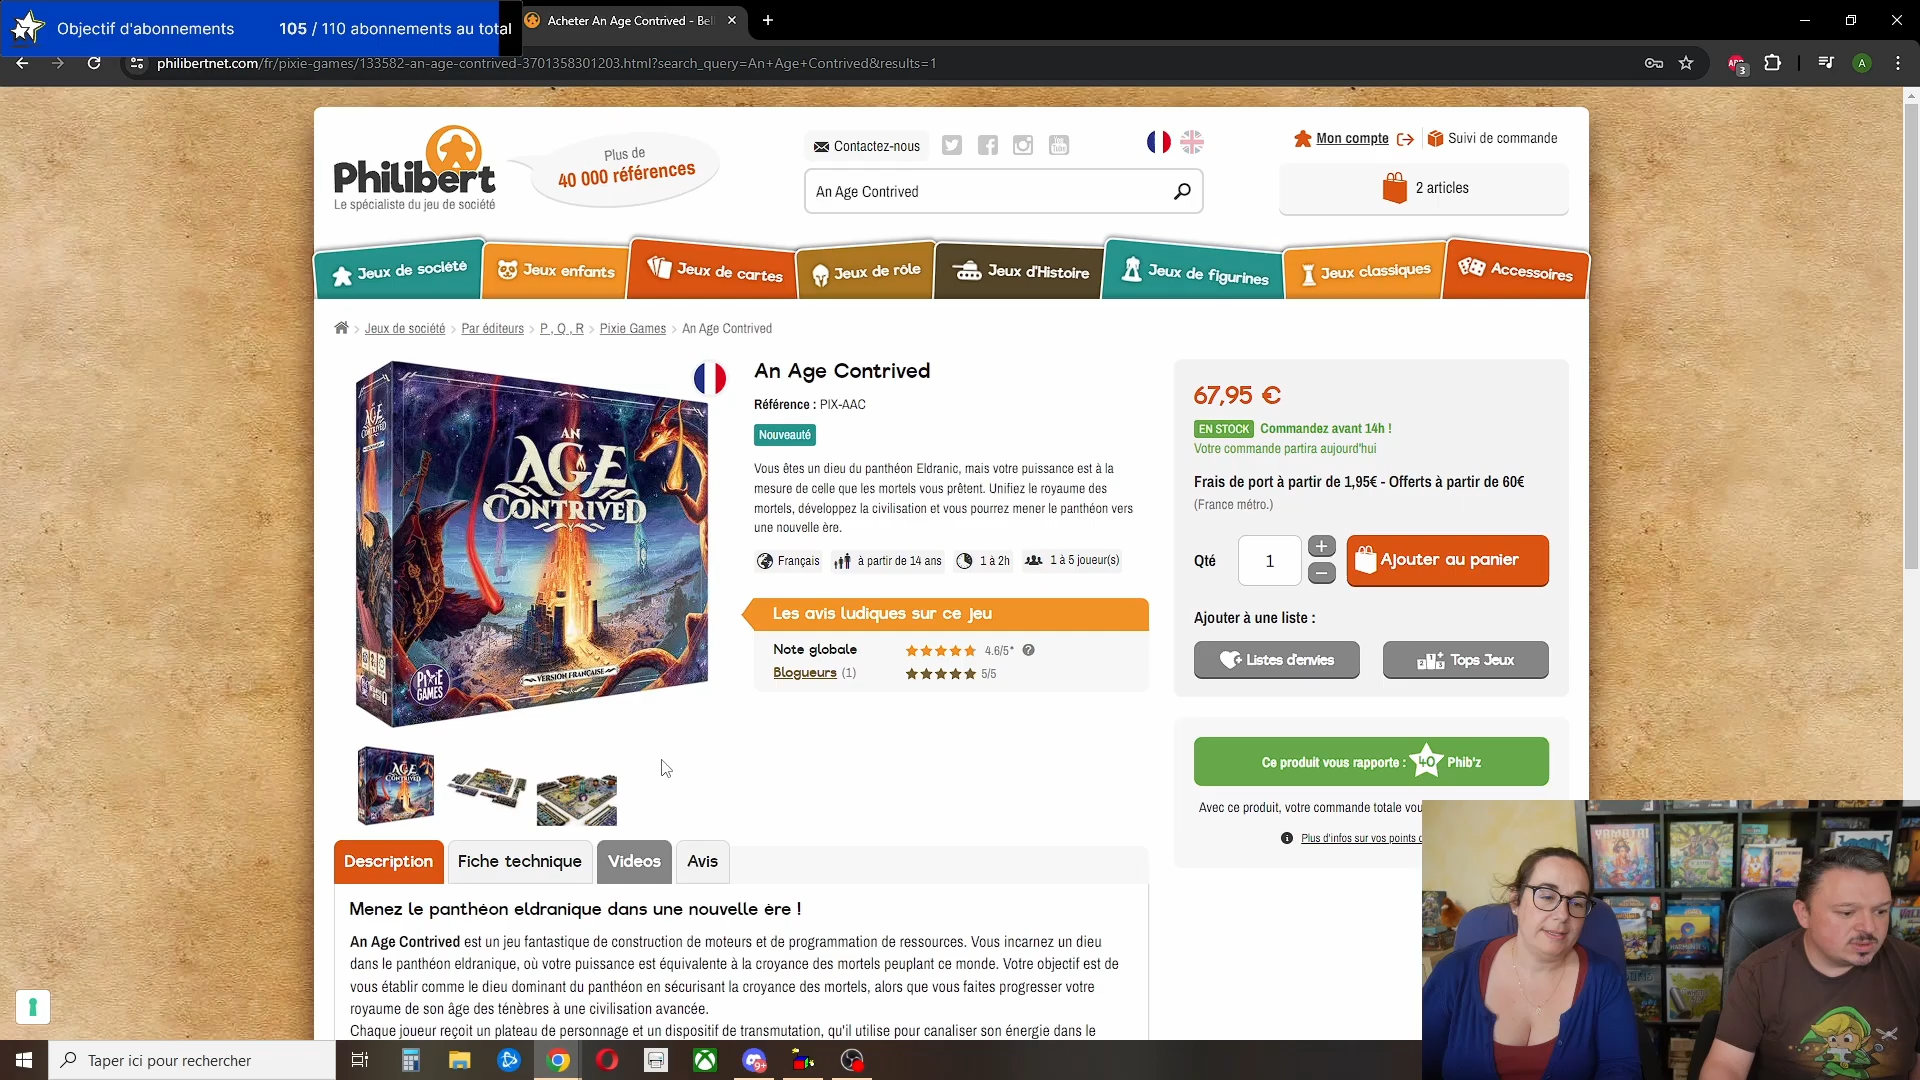 Objectif d'abonnements 105 / 110 abonnements au total
Acheter An Age Contrived - Bel
philibertnet.com/fr/pixie-games/133582-an-age-contrived-3701358301203.html?search_query=An+Age+Contrived&results=1
3
A
Philibert
Le spécialiste du jeu de société
Plus de
40 000 références
Contactez-nous
An Age Contrived
Mon compte
Suivi de commande
2 articles
Jeux de société
Jeux enfants
Jeux de cartes
Jeux de rôle
Jeux d'Histoire
Jeux de figurines
Jeux classiques
Accessoires
Jeux de société > Par éditeurs > P , Q , R > Pixie Games > An Age Contrived
AN
AGE
CONTRIVED
VERSION FRANÇAISE
PIXIE
GAMES
An Age Contrived
Référence : PIX-AAC
Nouveauté
Vous êtes un dieu du panthéon Eldranic, mais votre puissance est à la
mesure de celle que les mortels vous prêtent. Unifiez le royaume des
mortels, développez la civilisation et vous pourrez mener le panthéon vers
une nouvelle ère.
Français
à partir de 14 ans
1 à 2h
1 à 5 joueur(s)
Les avis ludiques sur ce jeu
Note globale 4.6/5*
Blogueurs (1) 5/5
67,95 €
EN STOCK Commandez avant 14h !
Votre commande partira aujourd'hui
Frais de port à partir de 1,95€ - Offerts à partir de 60€
(France métro.)
Qté 1 + −
Ajouter au panier
Ajouter à une liste :
Listes d'envies
Tops Jeux
Ce produit vous rapporte : 40 Phib'z
Avec ce produit, votre commande totale vou
Plus d'infos sur vos points
Description
Fiche technique
Videos
Avis
Menez le panthéon eldranique dans une nouvelle ère !
An Age Contrived est un jeu fantastique de construction de moteurs et de programmation de ressources. Vous incarnez un dieu
dans le panthéon eldranique, où votre puissance est équivalente à la croyance des mortels peuplant ce monde. Votre objectif est de
vous établir comme le dieu dominant du panthéon en sécurisant la croyance des mortels, alors que vous faites progresser votre
royaume de son âge des ténèbres à une civilisation avancée.
Chaque joueur reçoit un plateau de personnage et un dispositif de transmutation, qu'il utilise pour canaliser son énergie dans le
YAMATAI
Taper ici pour rechercher
9+